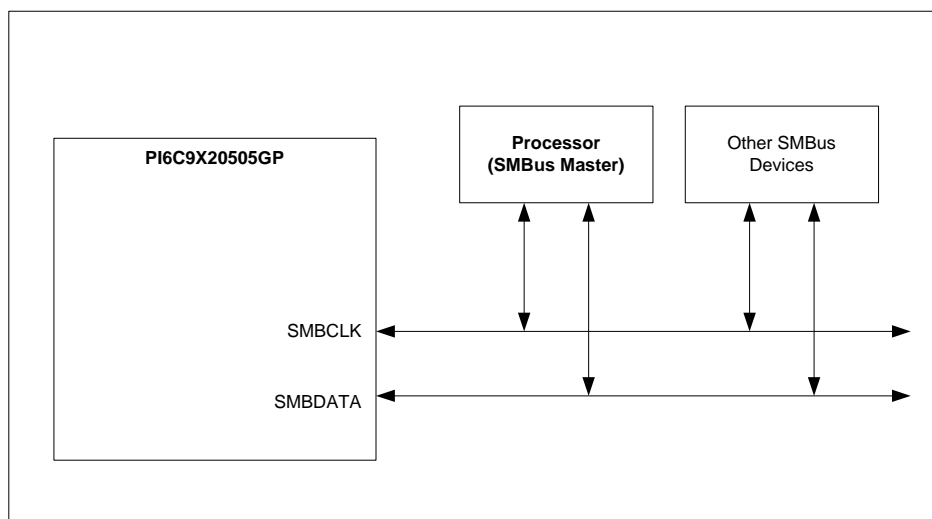 PI6C9X20505GP
Processor
(SMBus Master)
Other SMBus
Devices
SMBCLK
SMBDATA